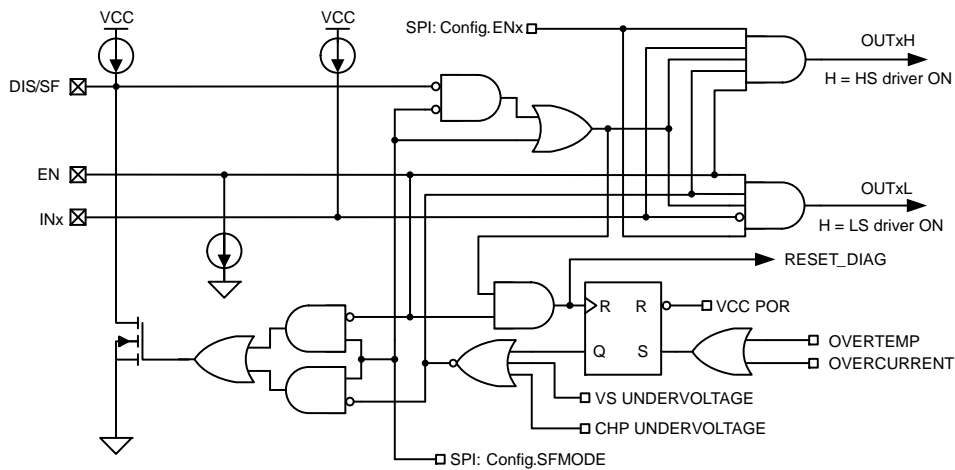 VCC
VCC
SPI: Config.ENx
OUTxH
H = HS driver ON
DIS/SF
EN
INx
OUTxL
H = LS driver ON
RESET_DIAG
R R
VCC POR
Q S
OVERTEMP
OVERCURRENT
VS UNDERVOLTAGE
CHP UNDERVOLTAGE
SPI: Config.SFMODE